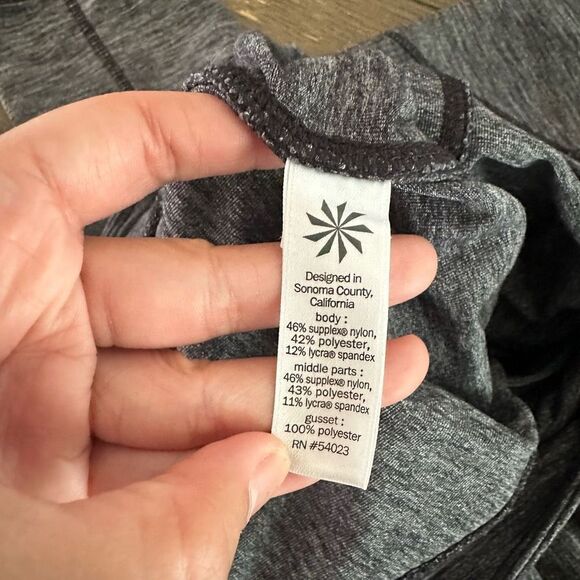 Designed in
Sonoma County,
California
body :
46% supplex® nylon,
42% polyester,
12% lycra® spandex
middle parts :
46% supplex® nylon,
43% polyester,
11% lycra® spandex
gusset :
100% polyester
RN #54023